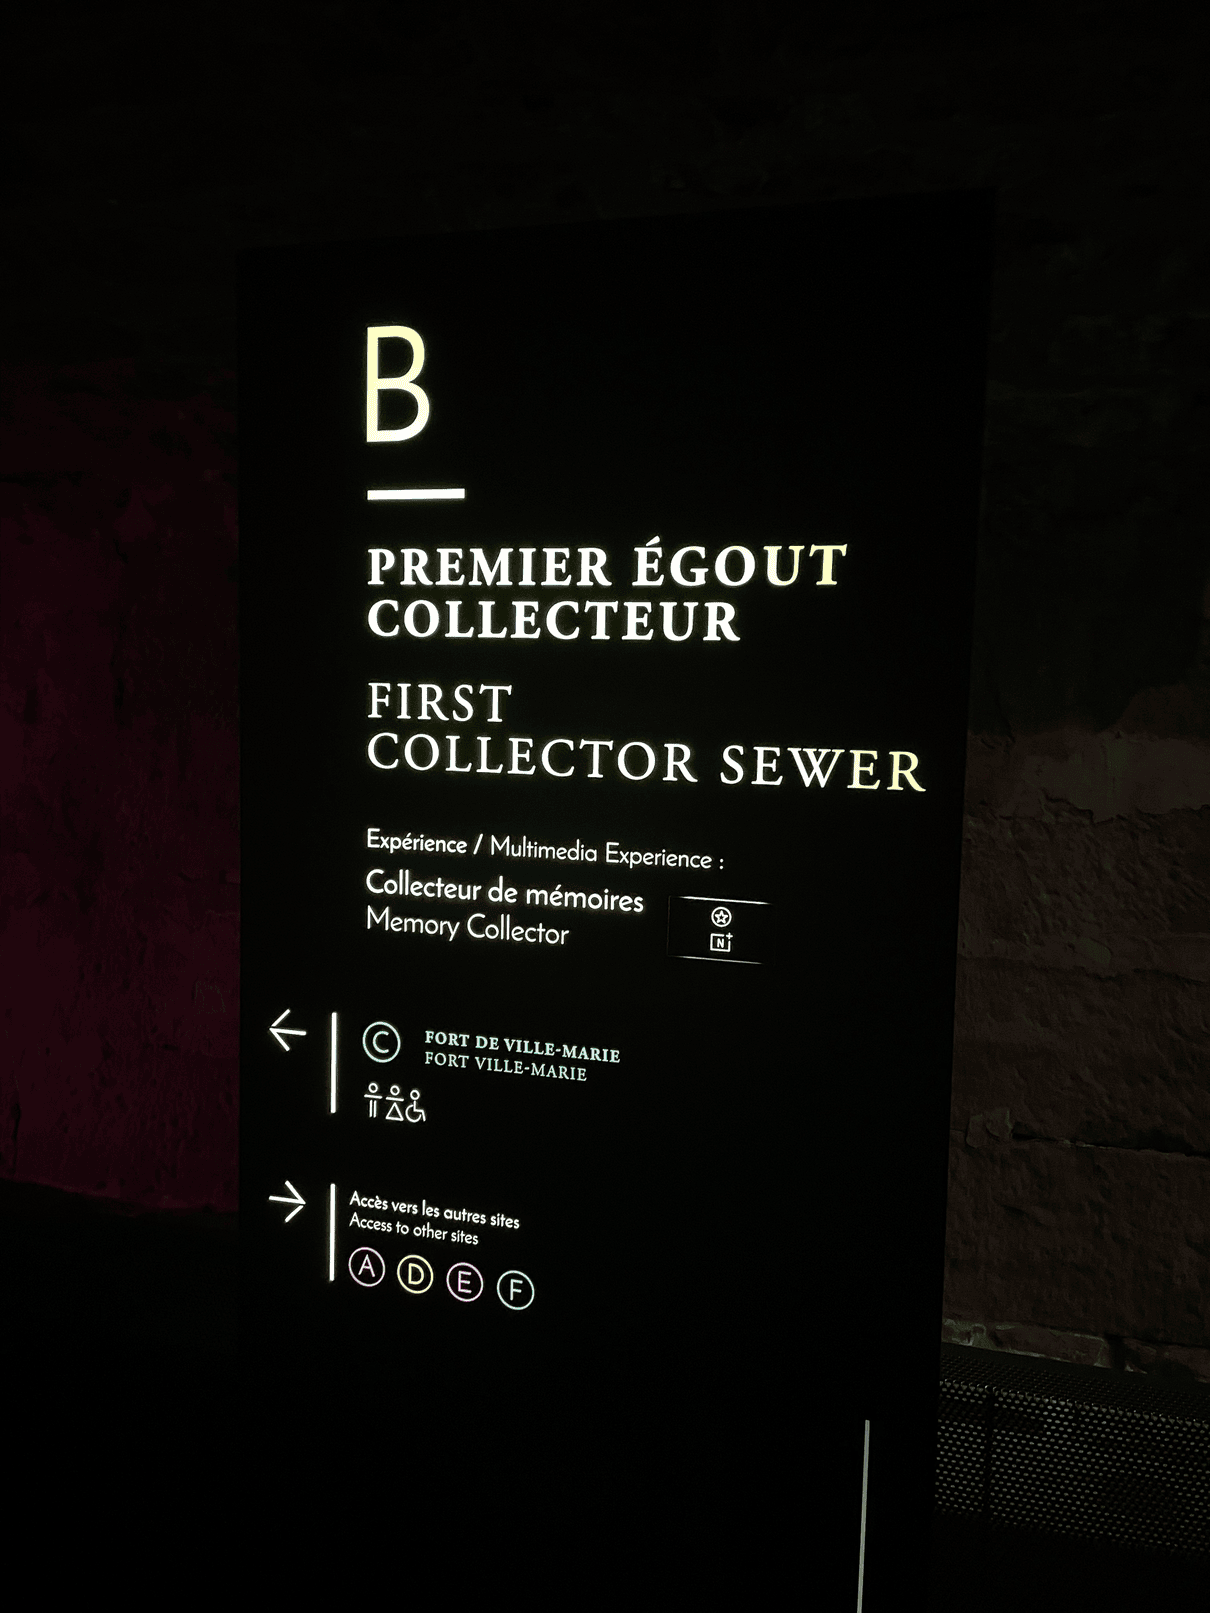 B
PREMIER ÉGOUT
COLLECTEUR
FIRST
COLLECTOR SEWER
Expérience / Multimedia Experience :
Collecteur de mémoires
Memory Collector
N
C
FORT DE VILLE-MARIE
FORT VILLE-MARIE
Accès vers les autres sites
Access to other sites
A D E F